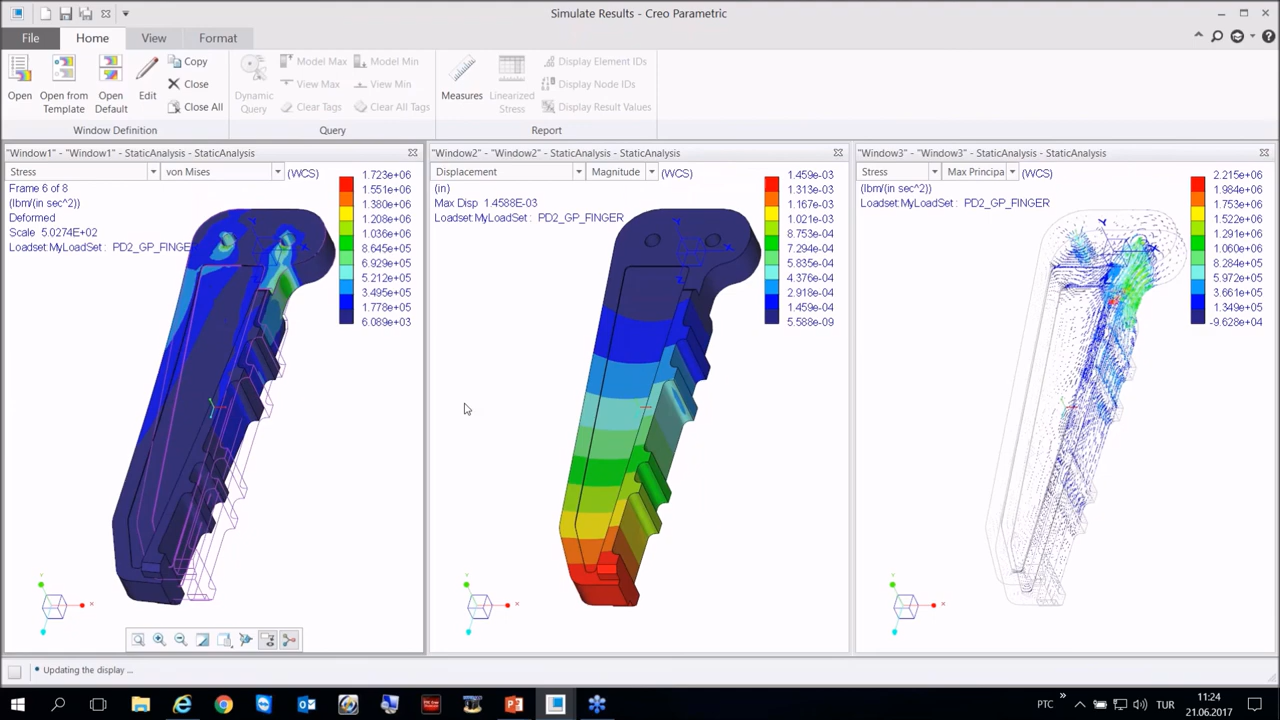 Simulate Results - Creo Parametric
File
Home
View
Format
Open
Open from Template
Open Default
Edit
Copy
Close
Close All
Window Definition
Dynamic Query
Model Max
View Max
Clear Tags
Model Min
View Min
Clear All Tags
Query
Measures
Linearized Stress
Display Element IDs
Display Node IDs
Display Result Values
Report
"Window1" - "Window1" - StaticAnalysis - StaticAnalysis
Stress
von Mises
(WCS)
Frame 6 of 8
(lbm/(in sec^2))
Deformed
Scale 5.0274E+02
Loadset:MyLoadSet : PD2_GP_FINGER
1.723e+06
1.551e+06
1.380e+06
1.208e+06
1.036e+06
8.645e+05
6.929e+05
5.212e+05
3.495e+05
1.778e+05
6.089e+03
Y
X
Z
Y
X
"Window2" - "Window2" - StaticAnalysis - StaticAnalysis
Displacement
Magnitude
(WCS)
(in)
Max Disp 1.4588E-03
Loadset:MyLoadSet : PD2_GP_FINGER
1.459e-03
1.313e-03
1.167e-03
1.021e-03
8.753e-04
7.294e-04
5.835e-04
4.376e-04
2.918e-04
1.459e-04
5.588e-09
Y
X
Z
Y
X
"Window3" - "Window3" - StaticAnalysis - StaticAnalysis
Stress
Max Principa
(WCS)
(lbm/(in sec^2))
Loadset:MyLoadSet : PD2_GP_FINGER
2.215e+06
1.984e+06
1.753e+06
1.522e+06
1.291e+06
1.060e+06
8.284e+05
5.972e+05
3.661e+05
1.349e+05
-9.628e+04
Y
X
Y
X
Updating the display ...
PTC
TUR
11:24
21.06.2017